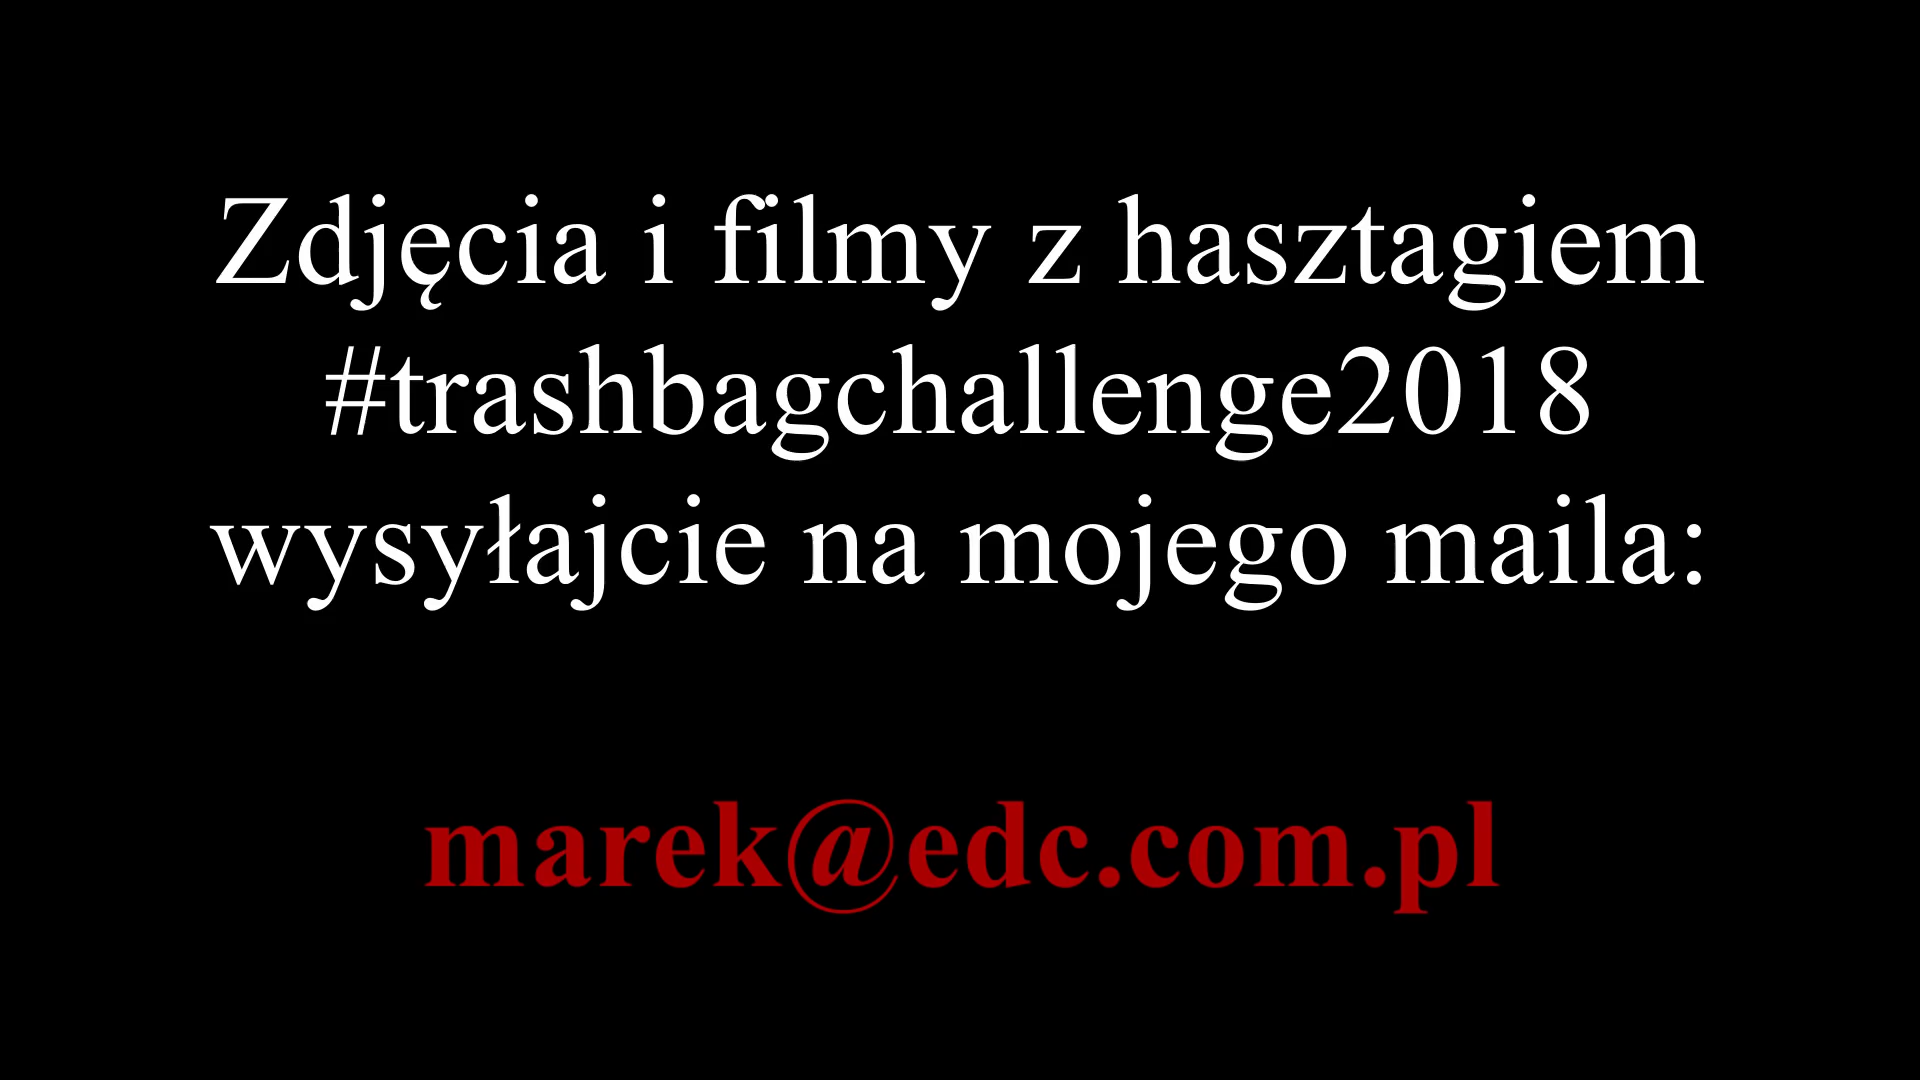 Zdjęcia i filmy z hasztagiem
#trashbagchallenge2018
wysyłajcie na mojego maila:
marek@edc.com.pl